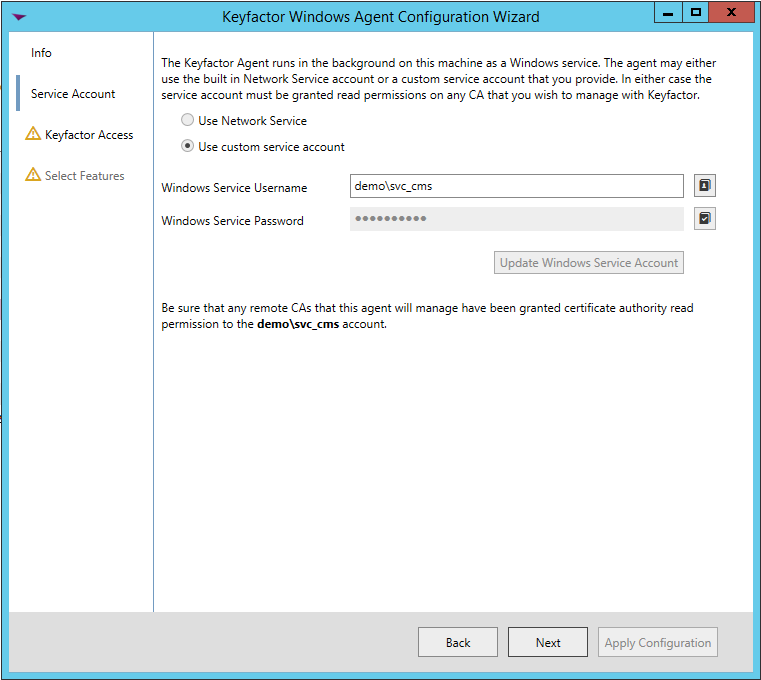 Keyfactor Windows Agent Configuration Wizard
Info
Service Account
Keyfactor Access
Select Features
The Keyfactor Agent runs in the background on this machine as a Windows service. The agent may either
use the built in Network Service account or a custom service account that you provide. In either case the
service account must be granted read permissions on any CA that you wish to manage with Keyfactor.
Use Network Service
Use custom service account
Windows Service Username
demo\svc_cms
Windows Service Password
••••••••••
Update Windows Service Account
Be sure that any remote CAs that this agent will manage have been granted certificate authority read
permission to the demo\svc_cms account.
Back
Next
Apply Configuration